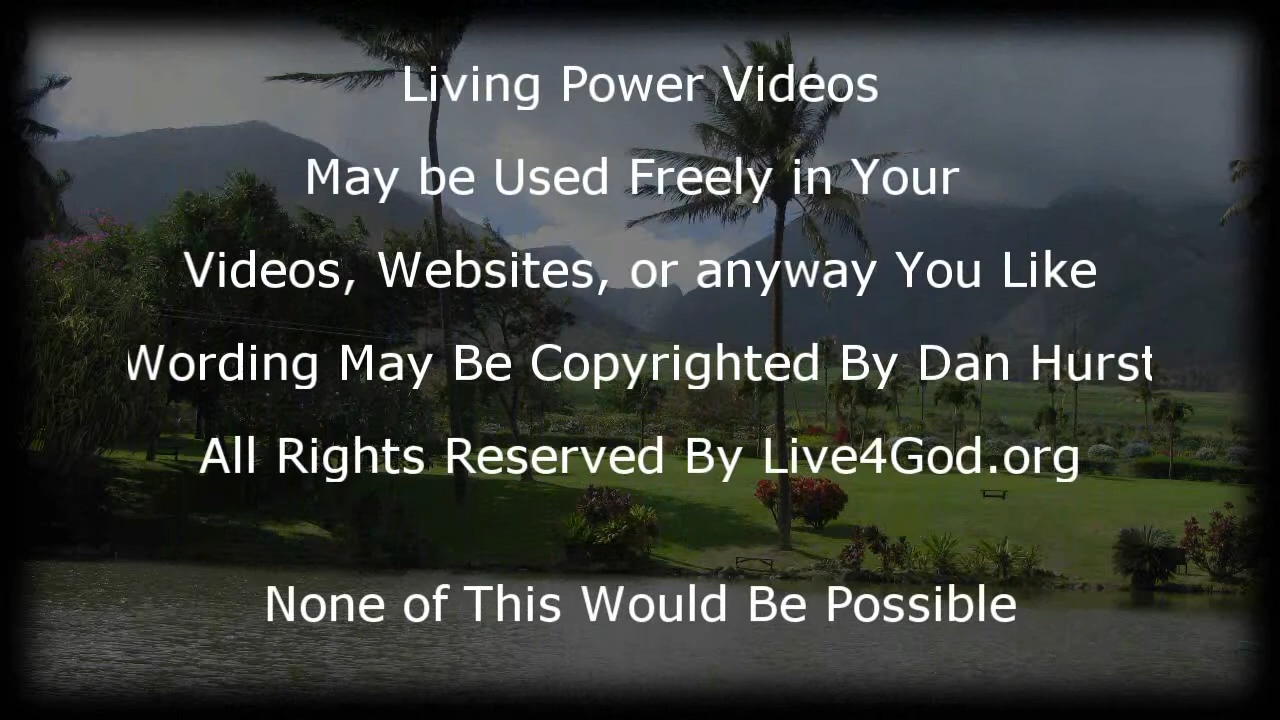 Living Power Videos
May be Used Freely in Your
Videos, Websites, or anyway You Like
Wording May Be Copyrighted By Dan Hurst
All Rights Reserved By Live4God.org
None of This Would Be Possible